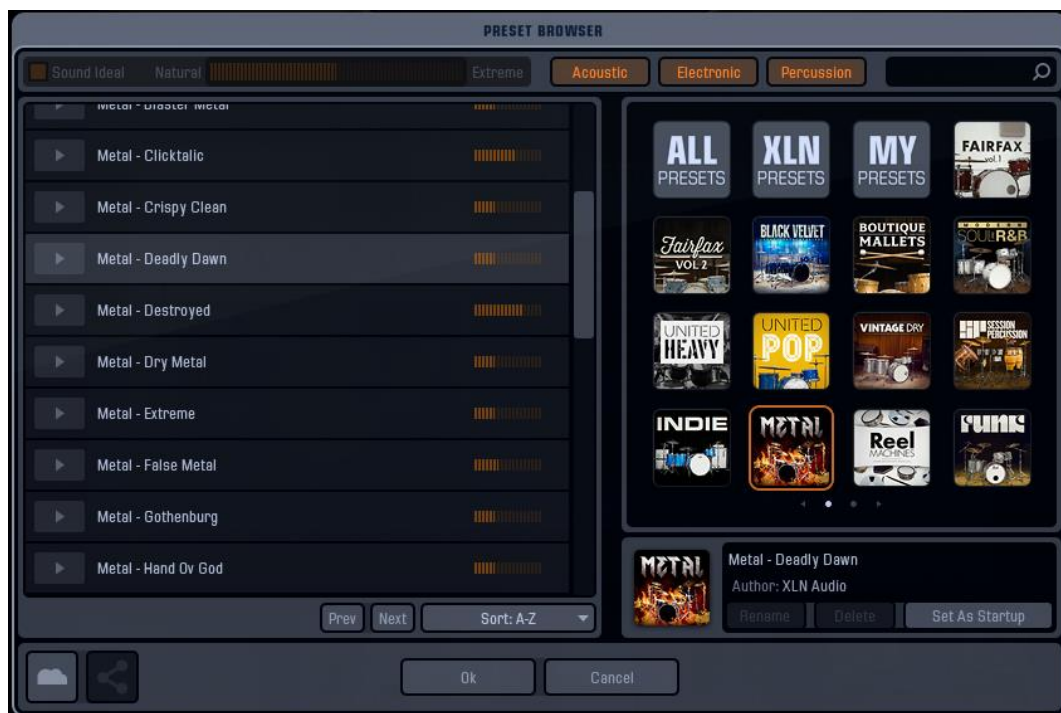 PRESET BROWSER
Sound Ideal Natural Extreme Acoustic Electronic Percussion
Metal - Blaster Metal
Metal - Clicktalic
Metal - Crispy Clean
Metal - Deadly Dawn
Metal - Destroyed
Metal - Dry Metal
Metal - Extreme
Metal - False Metal
Metal - Gothenburg
Metal - Hand Ov God
Prev Next Sort: A-Z
ALL
PRESETS
XLN
PRESETS
MY
PRESETS
FAIRFAX
vol.1
Fairfax
VOL 2
BLACK VELVET
BOUTIQUE
MALLETS
MODERN
SOUL R&B
UNITED
HEAVY
UNITED
POP
VINTAGE DRY
SESSION
PERCUSSION
INDIE
METAL
Reel
MACHINES
FUNK
METAL
Metal - Deadly Dawn
Author: XLN Audio
Rename Delete Set As Startup
Ok Cancel